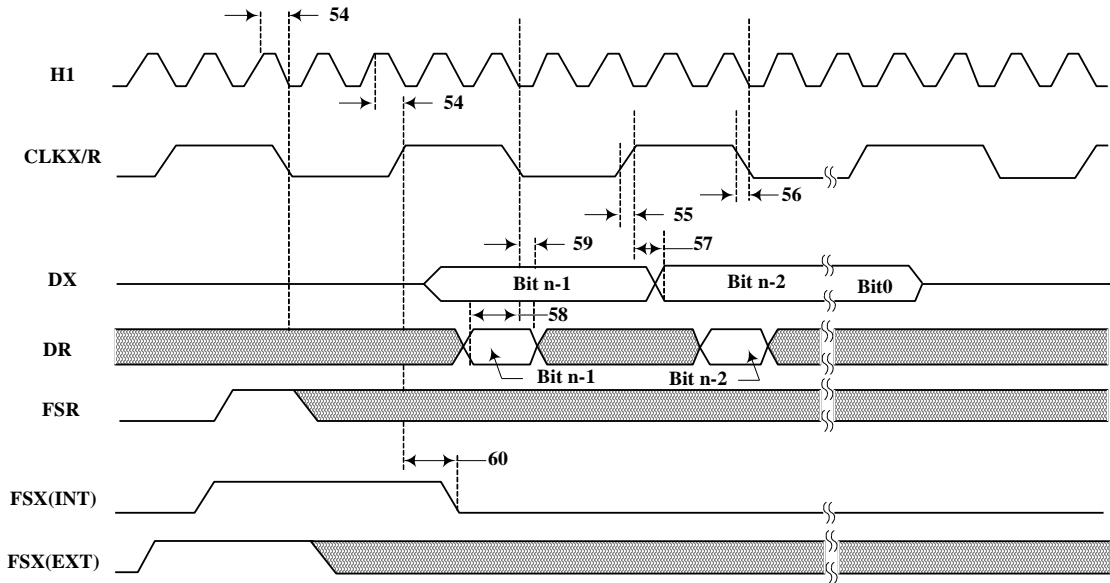 54
H1
54
CLKX/R
56
55
59
57
DX
Bit n-1
Bit n-2
Bit0
58
DR
Bit n-1
Bit n-2
FSR
60
FSX(INT)
FSX(EXT)